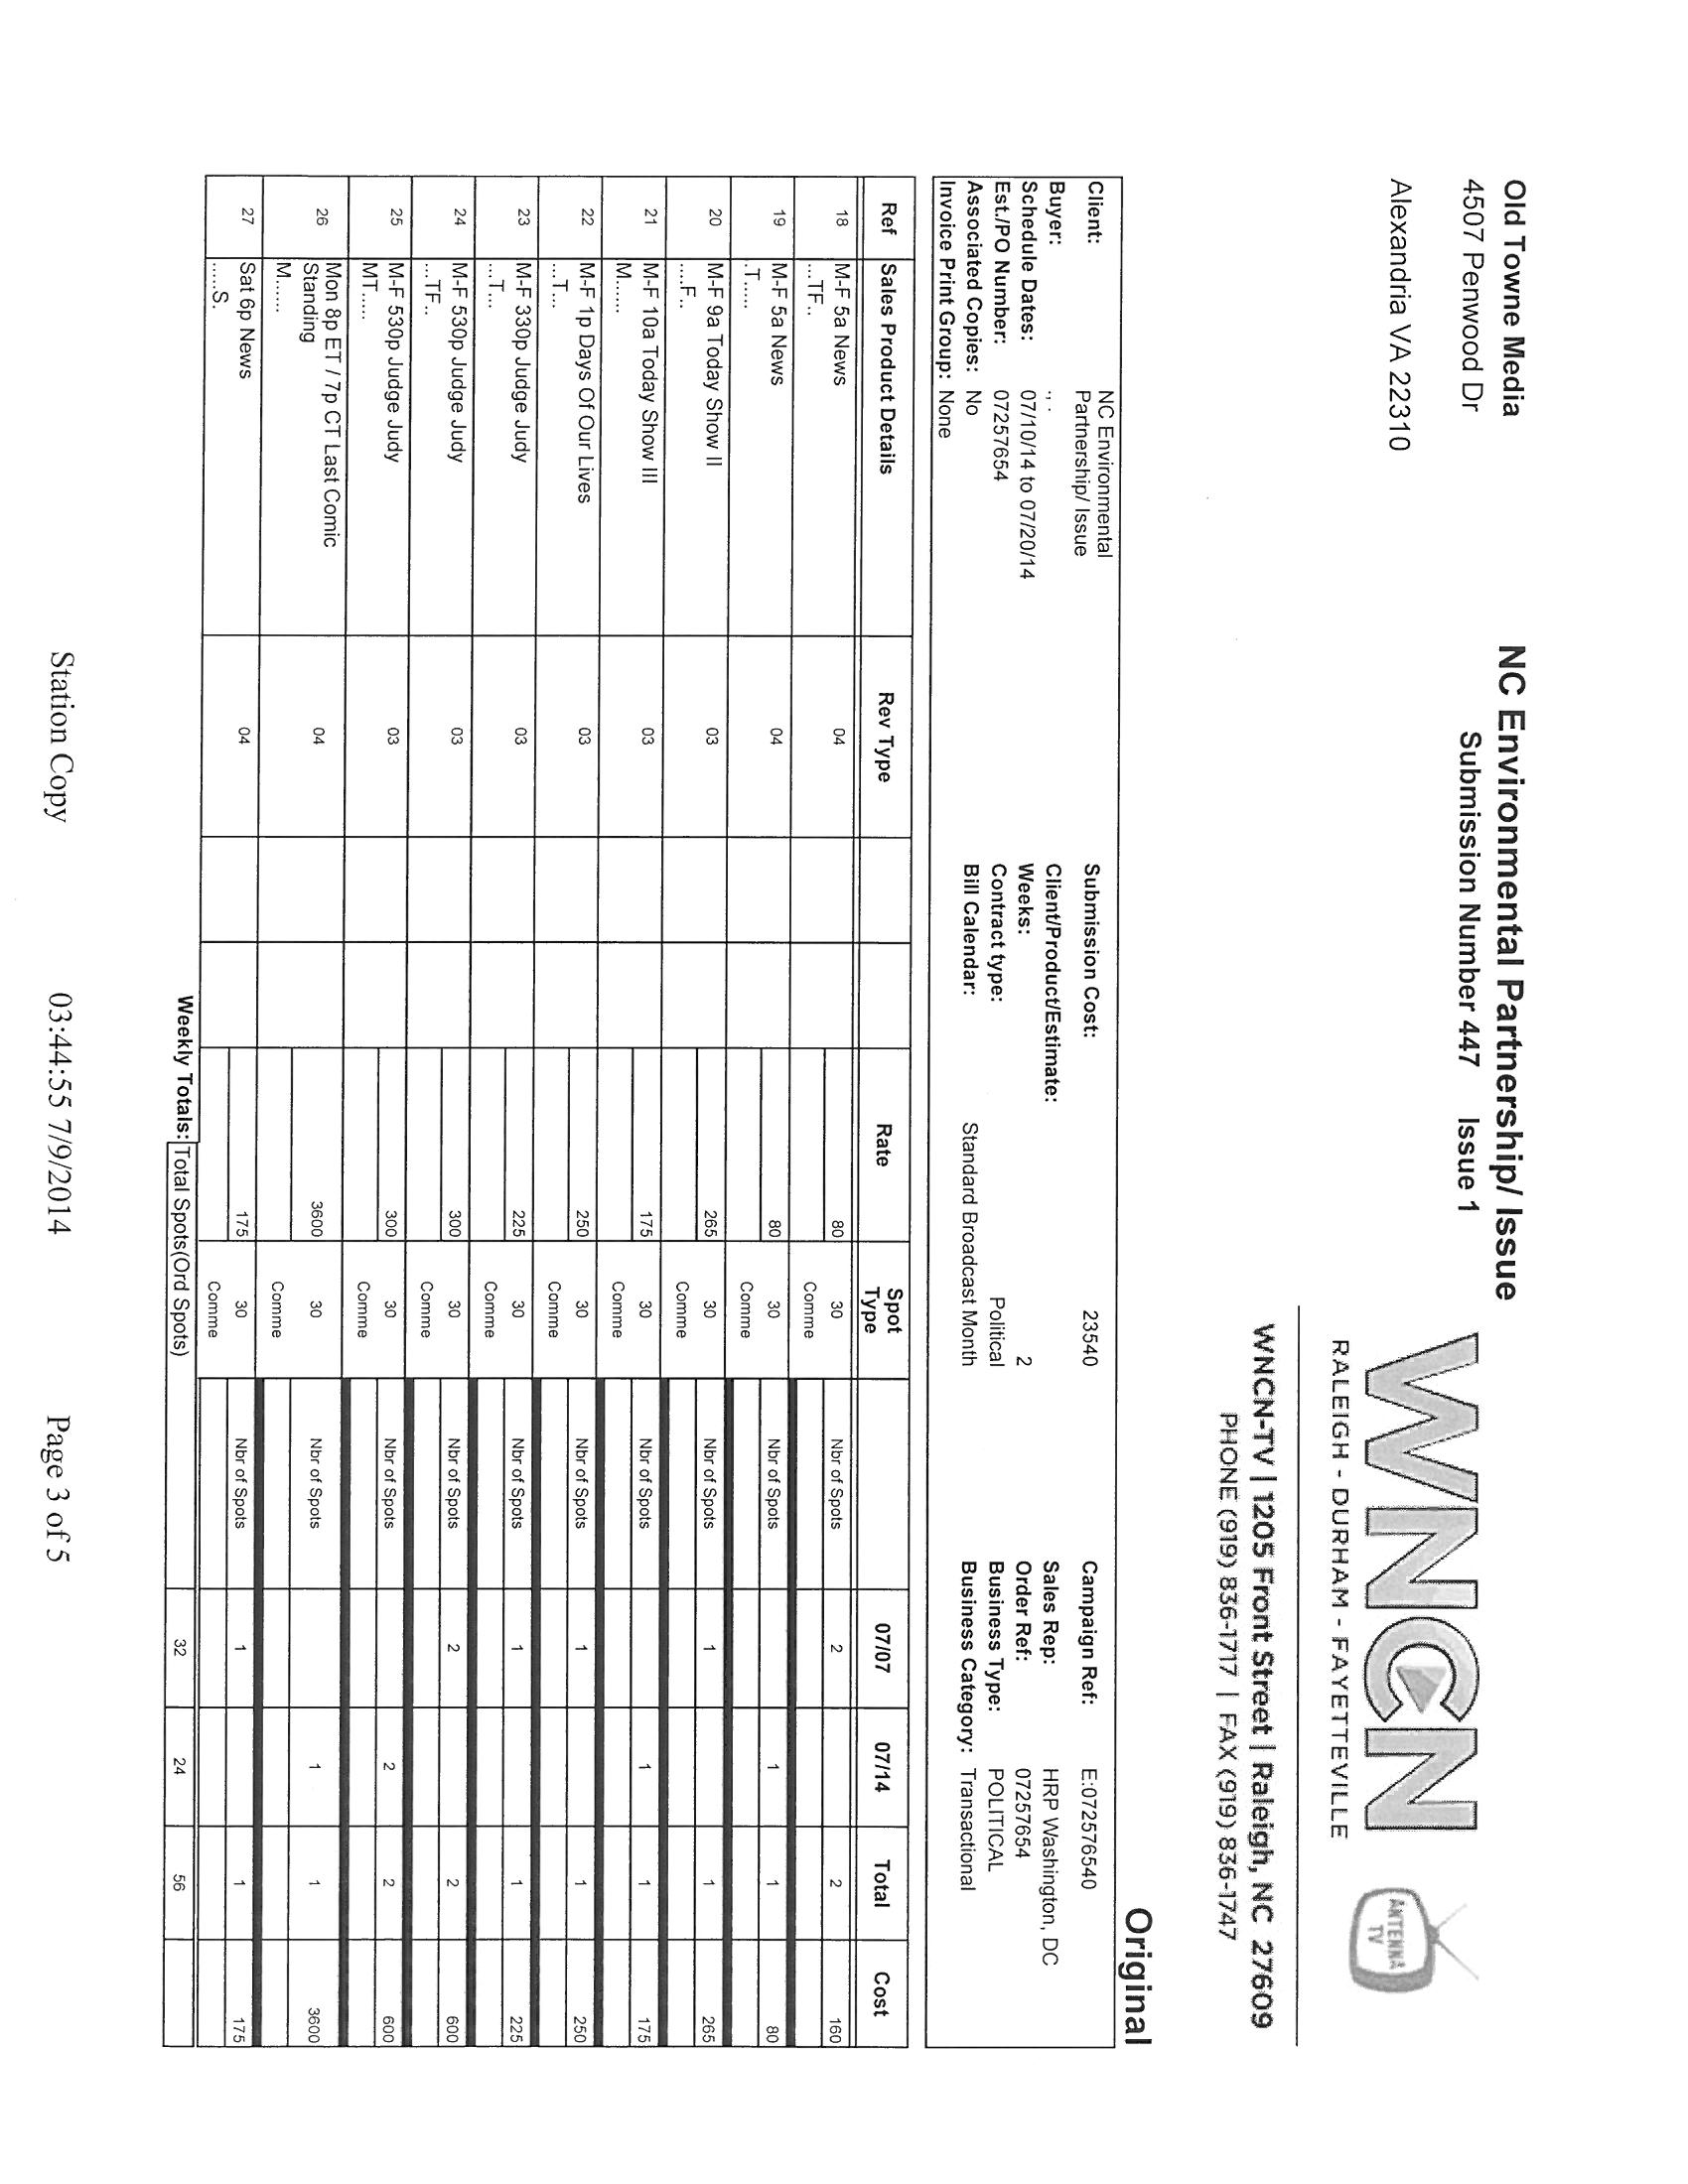 Old Towne Media
4507 Penwood Dr
Alexandria VA 22310
NC Environmental Partnership/ Issue
Submission Number 447 Issue 1
WNCN
RALEIGH - DURHAM - FAYETTEVILLE
ANTENNA
TV
WNCN-TV | 1205 Front Street | Raleigh, NC 27609
PHONE (919) 836-1717 | FAX (919) 836-1747
Original
Client: NC Environmental Partnership/ Issue Submission Cost: 23540 Campaign Ref: E:072576540
Buyer: ., . Client/Product/Estimate: Sales Rep: HRP Washington, DC
Schedule Dates: 07/10/14 to 07/20/14 Weeks: 2 Order Ref: 07257654
Est./PO Number: 07257654 Contract type: Political Business Type: POLITICAL
Associated Copies: No Bill Calendar: Standard Broadcast Month Business Category: Transactional
Invoice Print Group: None
Ref Sales Product Details Rev Type Rate Spot Type 07/07 07/14 Total Cost
18 M-F 5a News 04 80 30 Nbr of Spots 2 2 160
...TF.. Comme
19 M-F 5a News 04 80 30 Nbr of Spots 1 1 80
.T..... Comme
20 M-F 9a Today Show II 03 265 30 Nbr of Spots 1 1 265
....F.. Comme
21 M-F 10a Today Show III 03 175 30 Nbr of Spots 1 1 175
M...... Comme
22 M-F 1p Days Of Our Lives 03 250 30 Nbr of Spots 1 1 250
...T... Comme
23 M-F 330p Judge Judy 03 225 30 Nbr of Spots 1 1 225
...T... Comme
24 M-F 530p Judge Judy 03 300 30 Nbr of Spots 2 2 600
...TF.. Comme
25 M-F 530p Judge Judy 03 300 30 Nbr of Spots 2 2 600
MT..... Comme
26 Mon 8p ET / 7p CT Last Comic 04 3600 30 Nbr of Spots 1 1 3600
Standing
M...... Comme
27 Sat 6p News 04 175 30 Nbr of Spots 1 1 175
.....S. Comme
Weekly Totals: Total Spots(Ord Spots) 32 24 56
Station Copy 03:44:55 7/9/2014 Page 3 of 5